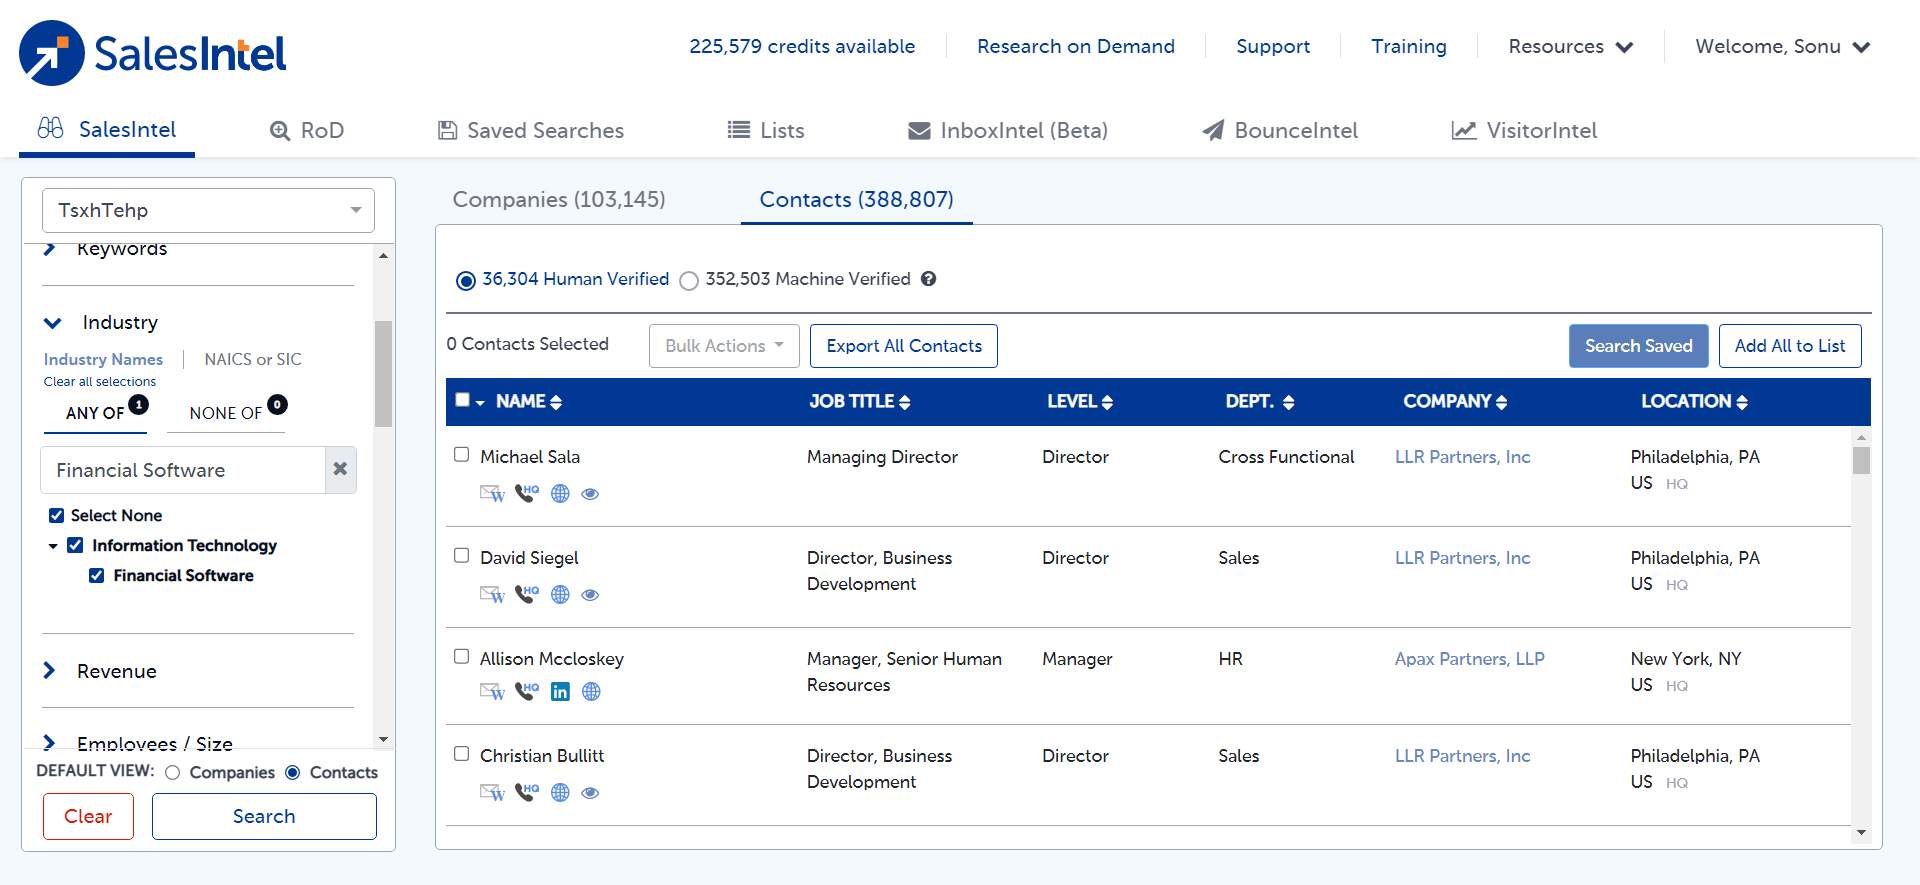 SalesIntel
225,579 credits available
Research on Demand
Support
Training
Resources
Welcome, Sonu
SalesIntel
RoD
Saved Searches
Lists
InboxIntel (Beta)
BounceIntel
VisitorIntel
TsxhTehp
Keywords
Industry
Industry Names
NAICS or SIC
Clear all selections
ANY OF 1
NONE OF 0
Financial Software
Select None
Information Technology
Financial Software
Revenue
Employees / Size
DEFAULT VIEW: Companies Contacts
Clear
Search
Companies (103,145)
Contacts (388,807)
36,304 Human Verified
352,503 Machine Verified ?
0 Contacts Selected
Bulk Actions
Export All Contacts
Search Saved
Add All to List
NAME JOB TITLE LEVEL DEPT. COMPANY LOCATION
Michael Sala Managing Director Director Cross Functional LLR Partners, Inc Philadelphia, PA
US HQ
W HQ
David Siegel Director, Business Director Sales LLR Partners, Inc Philadelphia, PA
Development US HQ
W HQ
Allison Mccloskey Manager, Senior Human Manager HR Apax Partners, LLP New York, NY
Resources US HQ
W HQ in
Christian Bullitt Director, Business Director Sales LLR Partners, Inc Philadelphia, PA
Development US HQ
W HQ